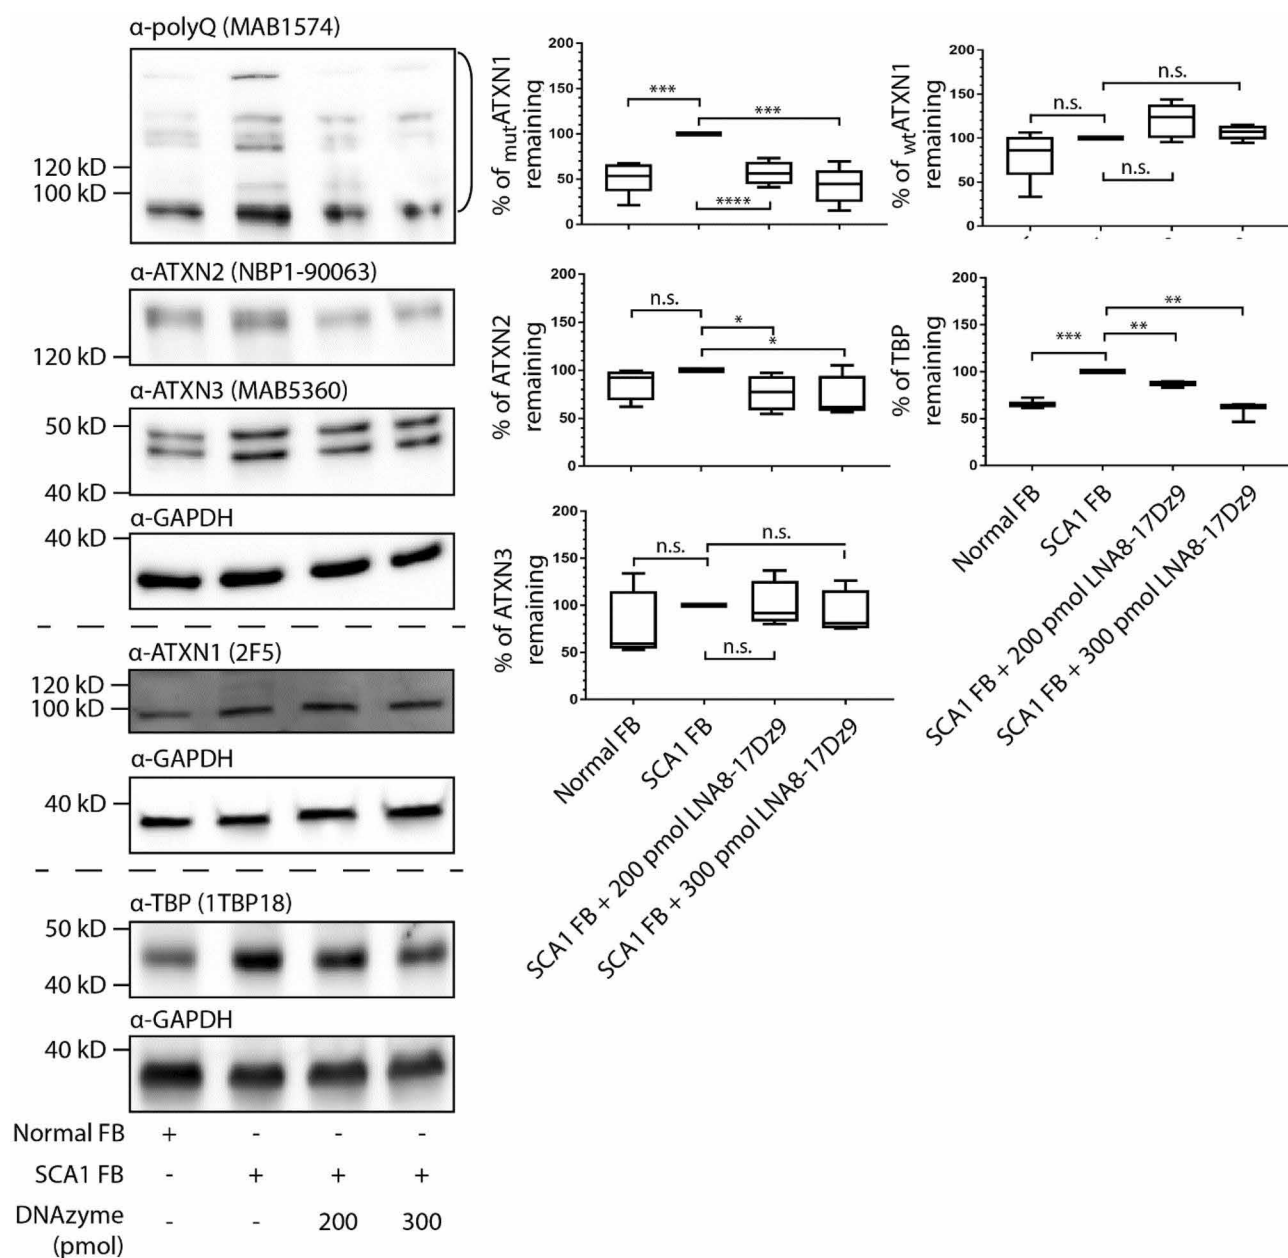 α-polyQ (MAB1574)
120 kD
100 kD
α-ATXN2 (NBP1-90063)
120 kD
α-ATXN3 (MAB5360)
50 kD
40 kD
α-GAPDH
40 kD
α-ATXN1 (2F5)
120 kD
100 kD
α-GAPDH
40 kD
α-TBP (1TBP18)
50 kD
40 kD
α-GAPDH
40 kD
Normal FB + - - -
SCA1 FB - + + +
DNAzyme
(pmol) - - 200 300
% of mutATXN1
remaining
200
150
100
50
0
***
***
****
% of wtATXN1
remaining
200
150
100
50
0
n.s.
n.s.
n.s.
% of ATXN2
remaining
200
150
100
50
0
n.s.
*
*
% of TBP
remaining
200
150
100
50
0
***
**
**
Normal FB
SCA1 FB
SCA1 FB + 200 pmol LNA8-17Dz9
SCA1 FB + 300 pmol LNA8-17Dz9
% of ATXN3
remaining
200
150
100
50
0
n.s.
n.s.
n.s.
Normal FB
SCA1 FB
SCA1 FB + 200 pmol LNA8-17Dz9
SCA1 FB + 300 pmol LNA8-17Dz9